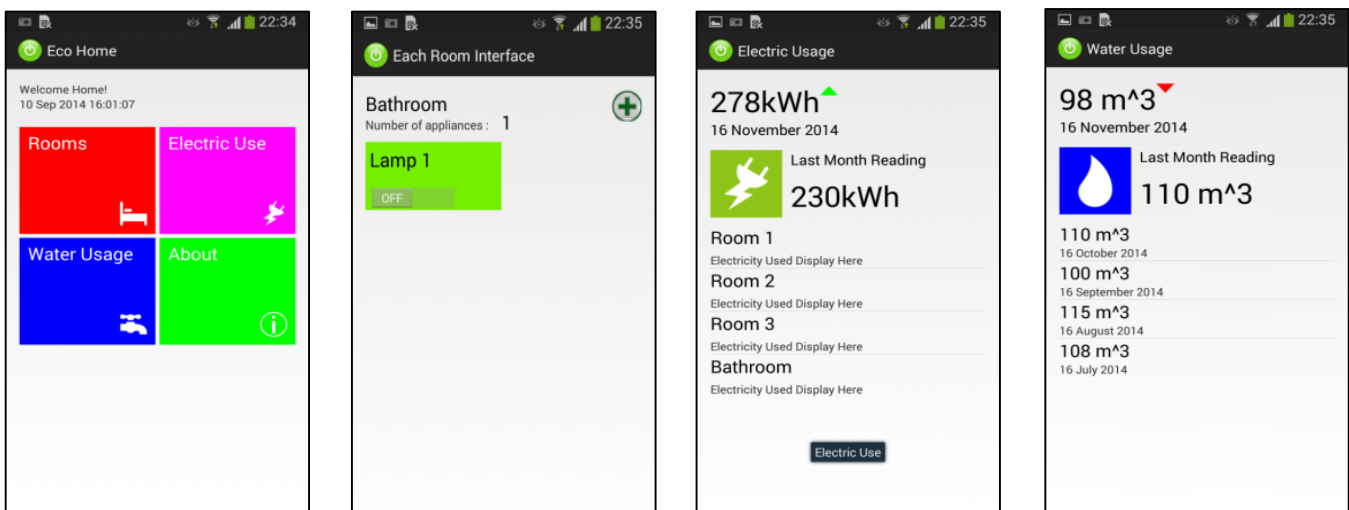 22:34
Eco Home
Welcome Home!
10 Sep 2014 16:01:07
Rooms
Electric Use
Water Usage
About
22:35
Each Room Interface
Bathroom
Number of appliances : 1
Lamp 1
OFF
22:35
Electric Usage
278kWh
16 November 2014
Last Month Reading
230kWh
Room 1
Electricity Used Display Here
Room 2
Electricity Used Display Here
Room 3
Electricity Used Display Here
Bathroom
Electricity Used Display Here
Electric Use
22:35
Water Usage
98 m^3
16 November 2014
Last Month Reading
110 m^3
110 m^3
16 October 2014
100 m^3
16 September 2014
115 m^3
16 August 2014
108 m^3
16 July 2014